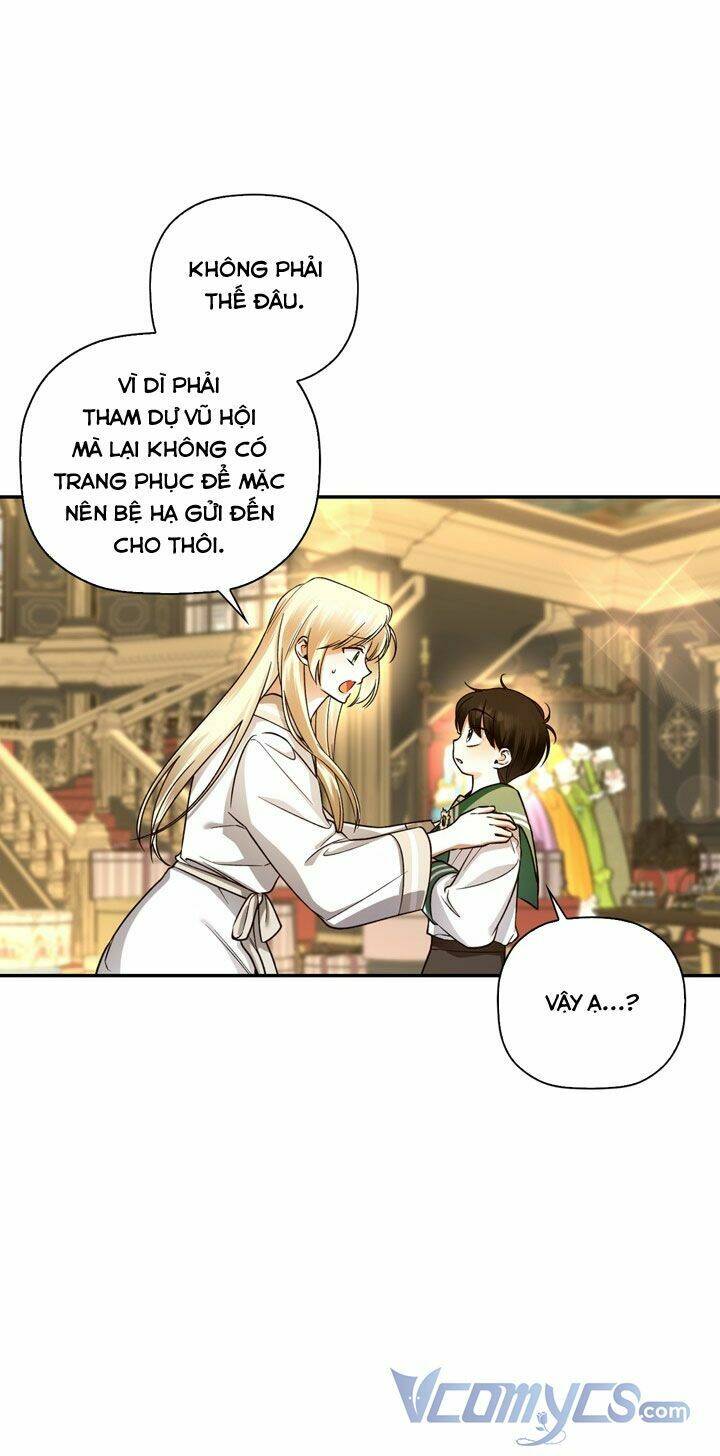 KHÔNG PHẢI
THẾ ĐÂU.
VÌ DÌ PHẢI
THAM DỰ VŨ HỘI
MÀ LẠI KHÔNG CÓ
TRANG PHỤC ĐỂ MẶC
NÊN BỆ HẠ GỬI ĐẾN
CHO THÔI.
VẬY Ạ...?
VCOMYCS.com